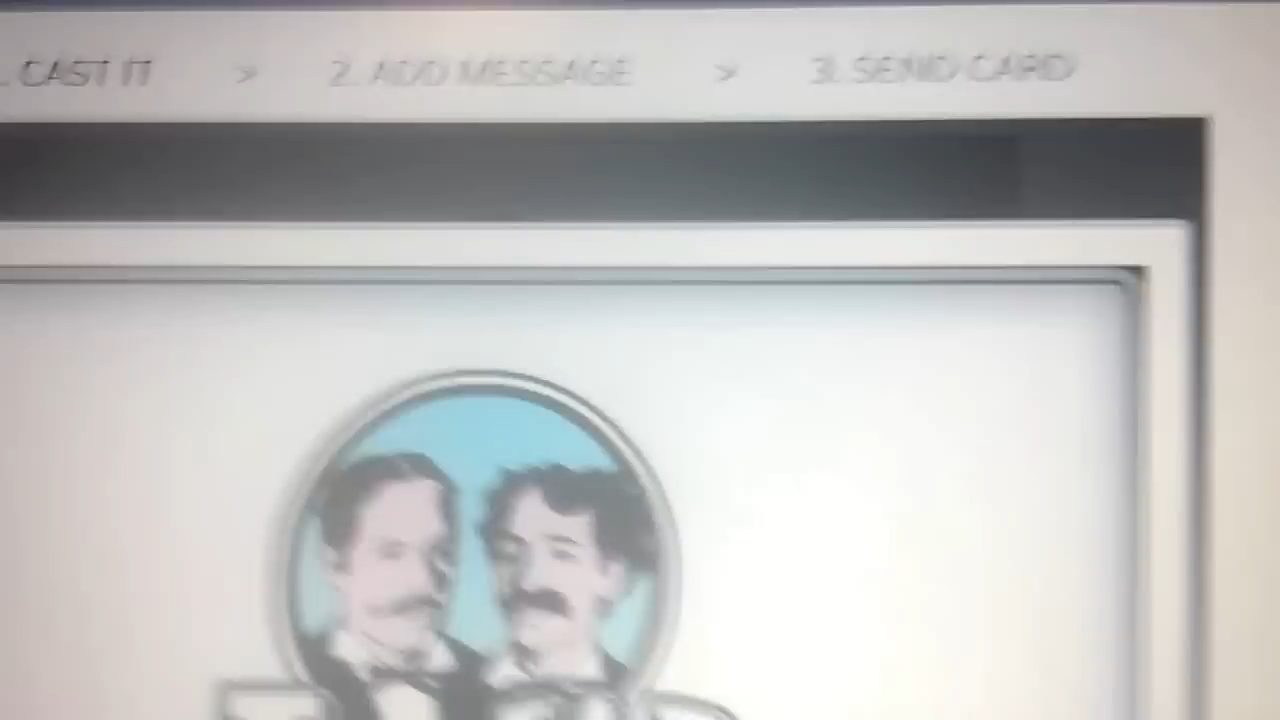 . CAST IT > 2. ADD MESSAGE > 3. SEND CARD